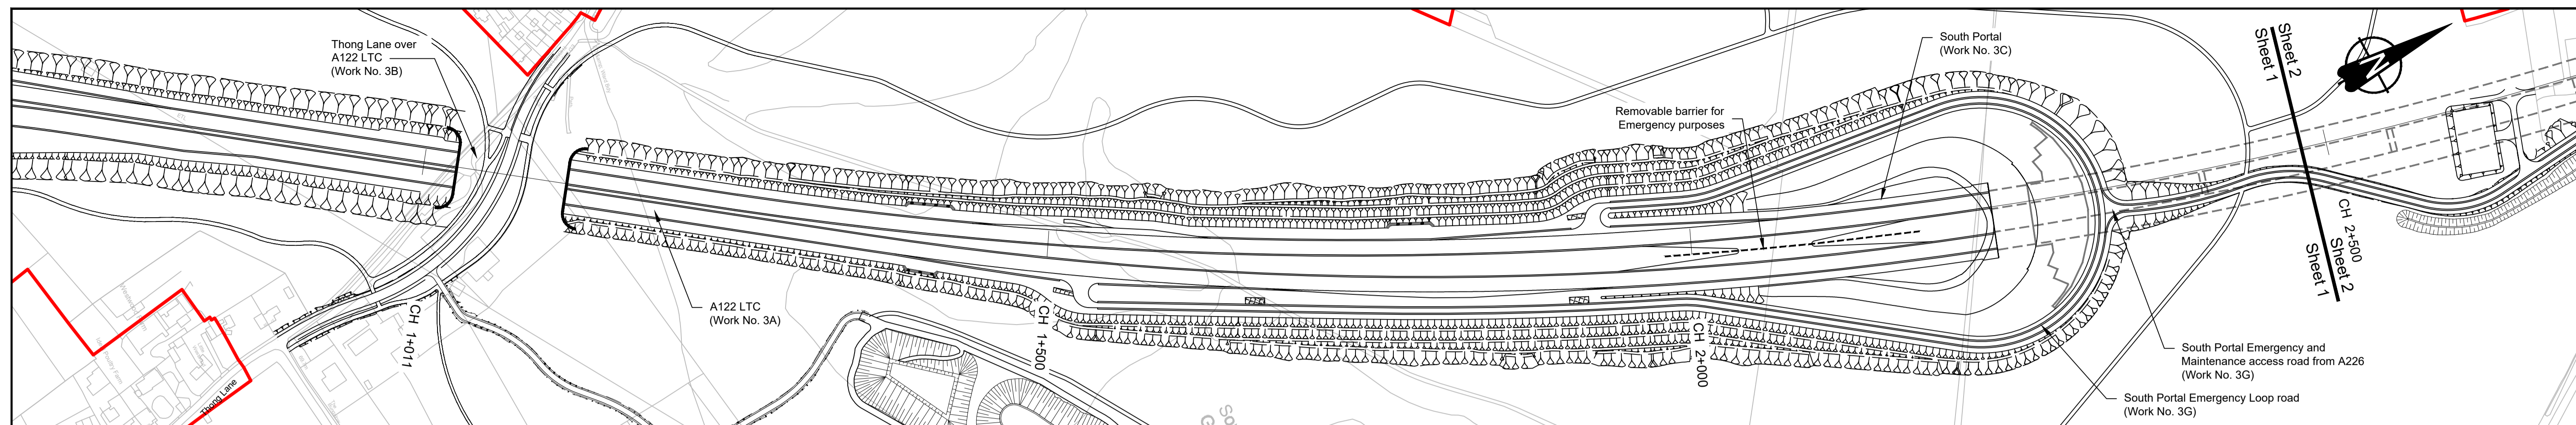 Thong Lane over
A122 LTC
(Work No. 3B)
South Portal
(Work No. 3C)
Removable barrier for
Emergency purposes
Sheet 2
Sheet 1
N
A122 LTC
(Work No. 3A)
CH 1+011
CH 1+500
CH 2+000
CH 2+500
Sheet 2
Sheet 1
South Portal Emergency and
Maintenance access road from A226
(Work No. 3G)
South Portal Emergency Loop road
(Work No. 3G)
Thong Lane